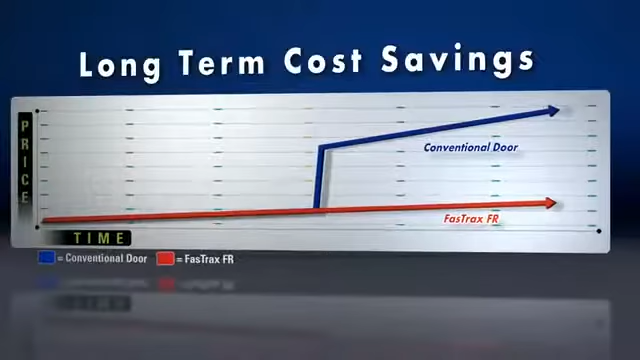 Long Term Cost Savings
PRICE
Conventional Door
FasTrax FR
TIME
= Conventional Door = FasTrax FR